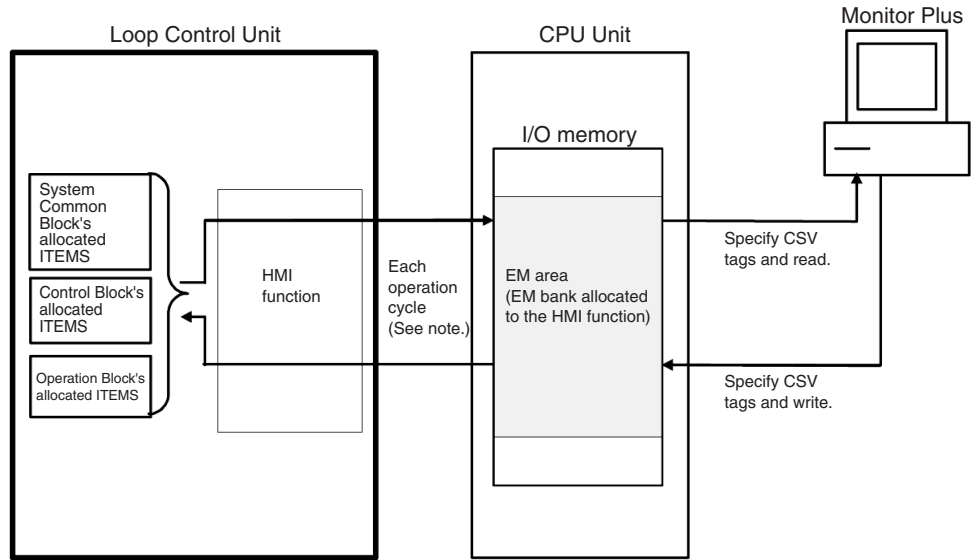 Monitor Plus
Loop Control Unit
CPU Unit
I/O memory
System
Common
Block's
allocated
ITEMS
Control Block's
allocated
ITEMS
Operation Block's
allocated ITEMS
HMI
function
Each
operation
cycle
(See note.)
EM area
(EM bank allocated
to the HMI function)
Specify CSV
tags and read.
Specify CSV
tags and write.